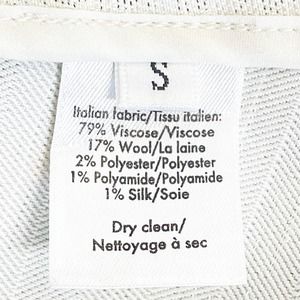 S
Italian fabric/Tissu italien:
79% Viscose/Viscose
17% Wool/La laine
2% Polyester/Polyester
1% Polyamide/Polyamide
1% Silk/Soie
Dry clean/
Nettoyage à sec